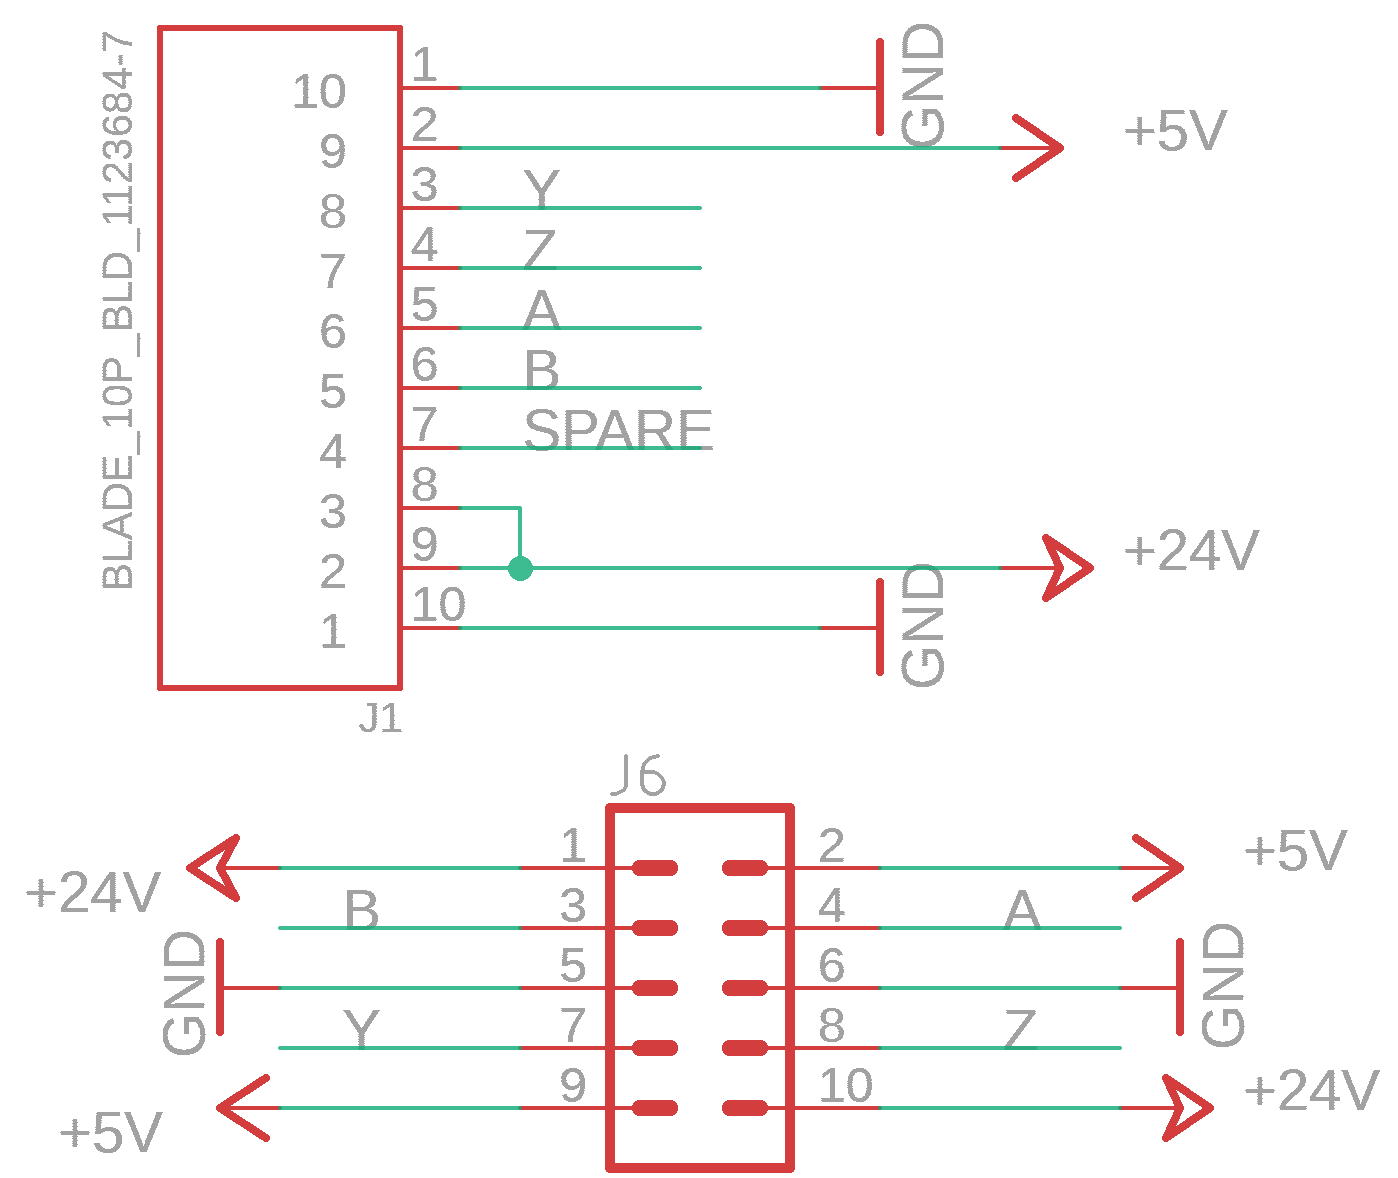 BLADE_10P_BLD_1123684-7
10 1 GND
9 2 +5V
8 3 Y
7 4 Z
6 5 A
5 6 B
4 7 SPARE
3 8
2 9 +24V
1 10 GND
J1
J6
+24V 1 2 +5V
B 3 4 A
GND 5 6 GND
Y 7 8 Z
+5V 9 10 +24V